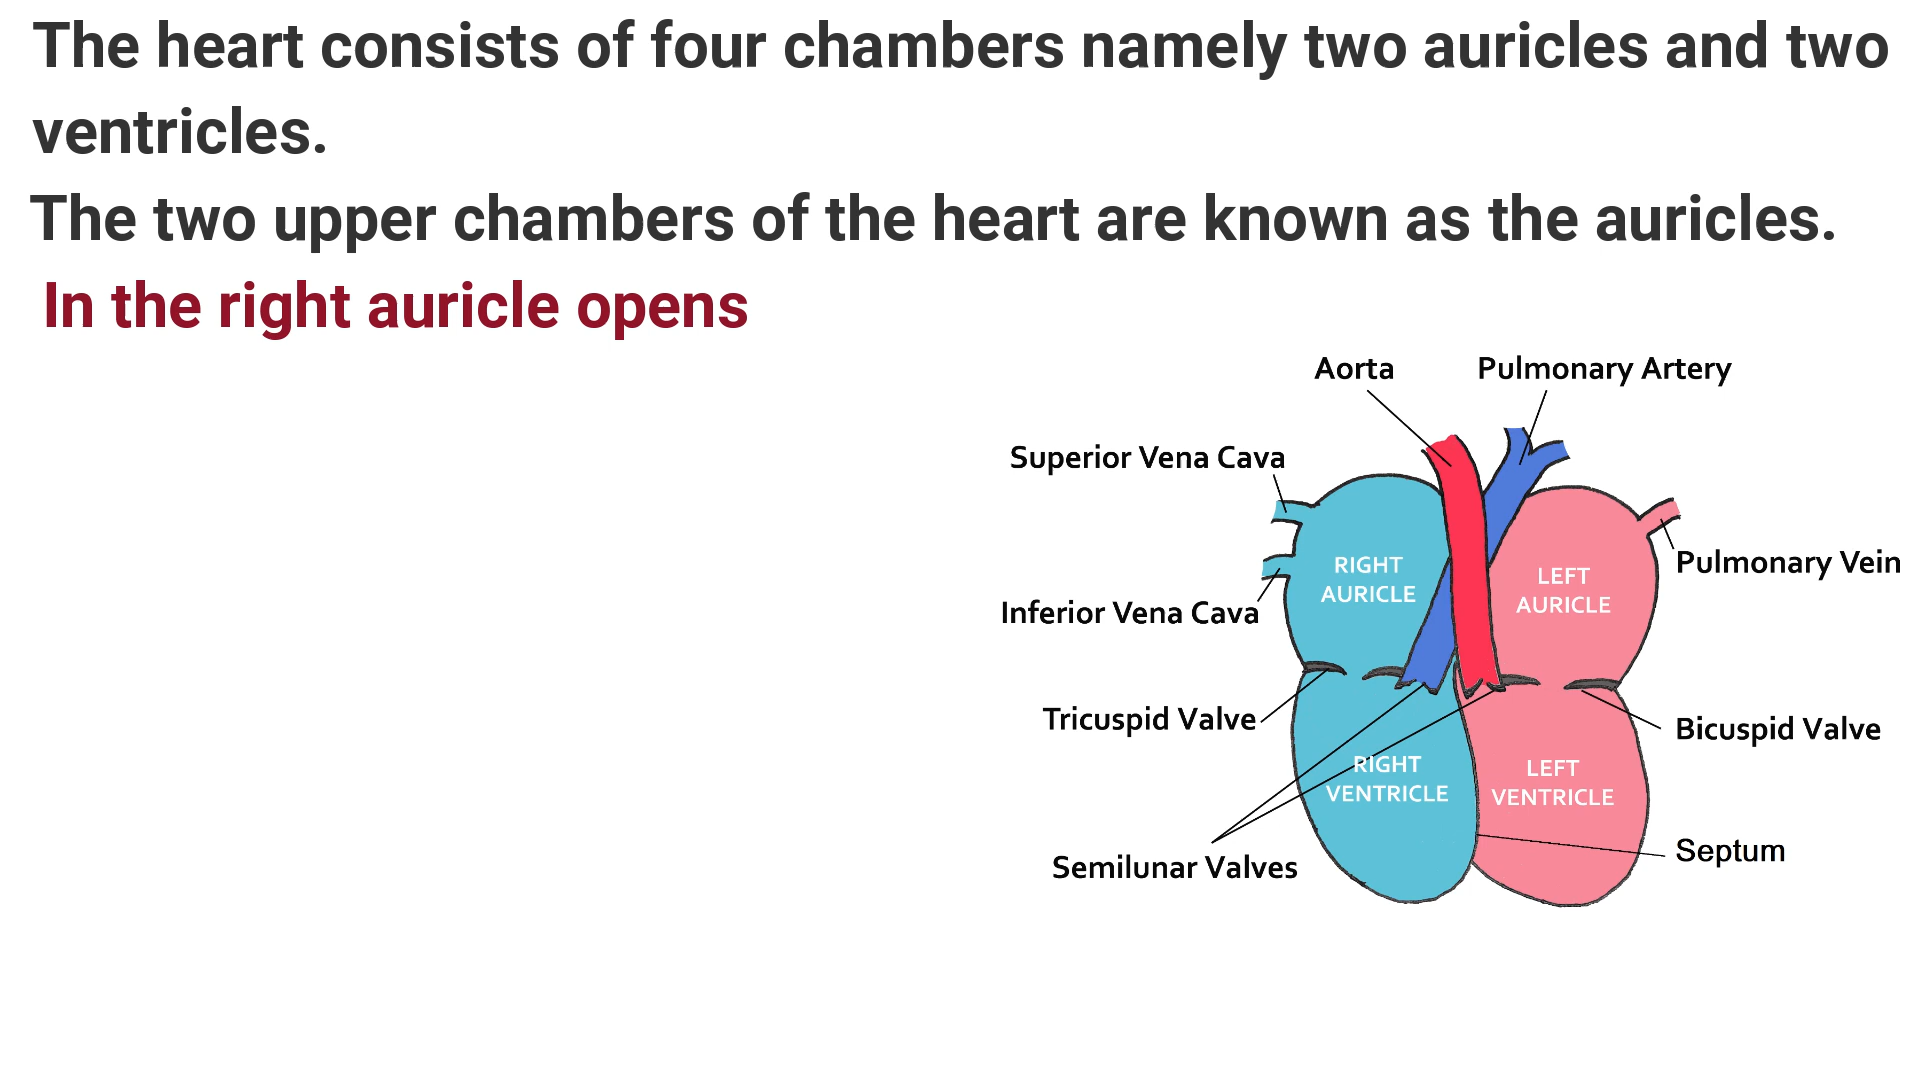 The heart consists of four chambers namely two auricles and two
ventricles.
The two upper chambers of the heart are known as the auricles.
In the right auricle opens
Aorta
Pulmonary Artery
Superior Vena Cava
RIGHT
AURICLE
LEFT
AURICLE
Pulmonary Vein
Inferior Vena Cava
Tricuspid Valve
Bicuspid Valve
RIGHT
VENTRICLE
LEFT
VENTRICLE
Semilunar Valves
Septum